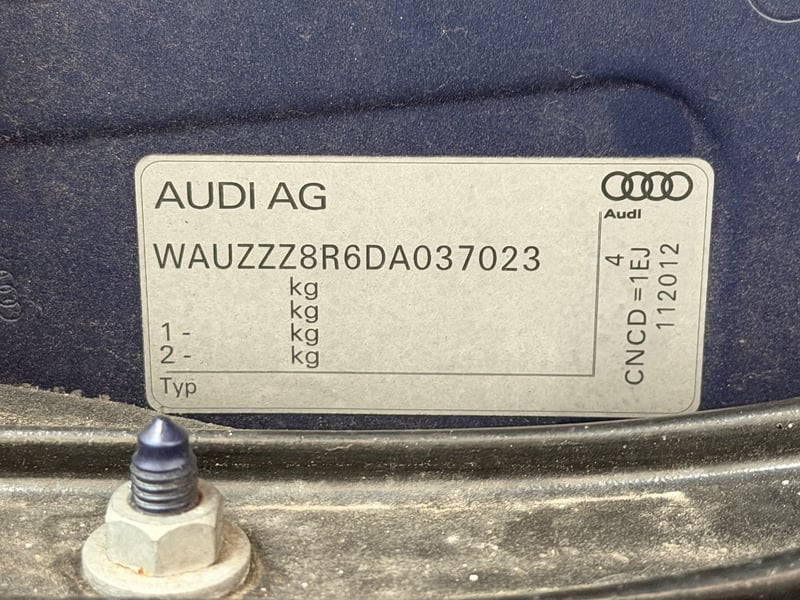 AUDI AG
Audi
WAUZZZ8R6DA037023
kg
kg
1 - kg
2 - kg
Typ
4
CNCD =1EJ
112012